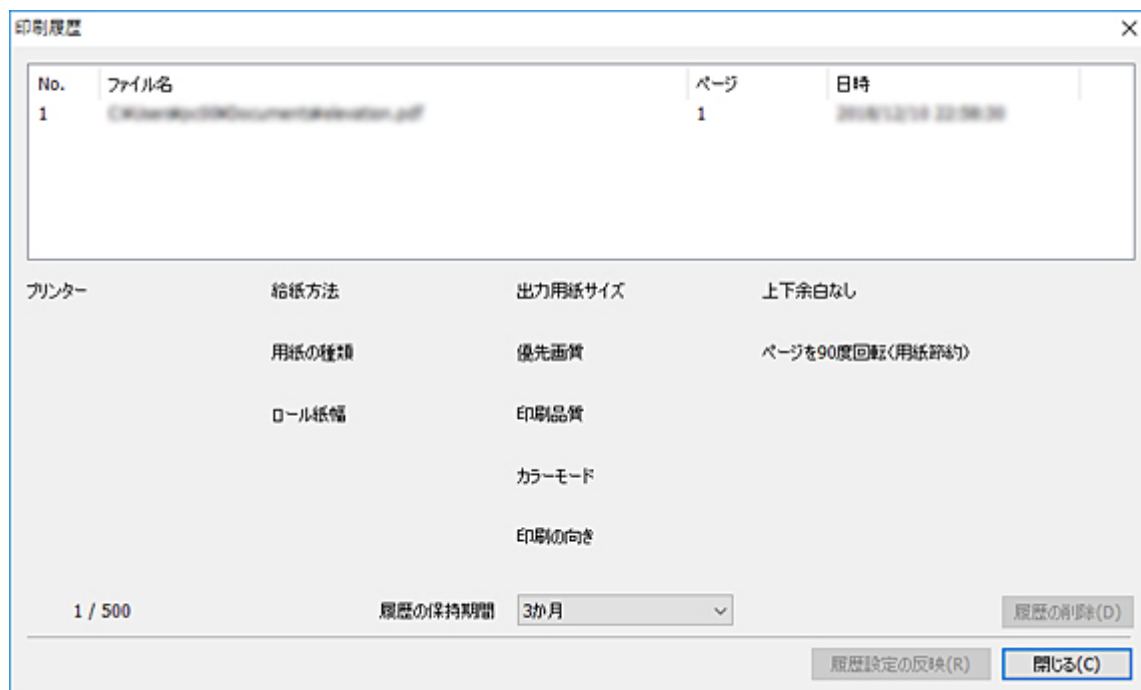 印刷履歴
No. ファイル名 ページ 日時
1 1
プリンター 給紙方法 出力用紙サイズ 上下余白なし
用紙の種類 優先画質 ページを90度回転(用紙節約)
ロール紙幅 印刷品質
カラーモード
印刷の向き
1 / 500 履歴の保持期間 3か月 履歴の削除(D)
履歴設定の反映(R) 閉じる(C)